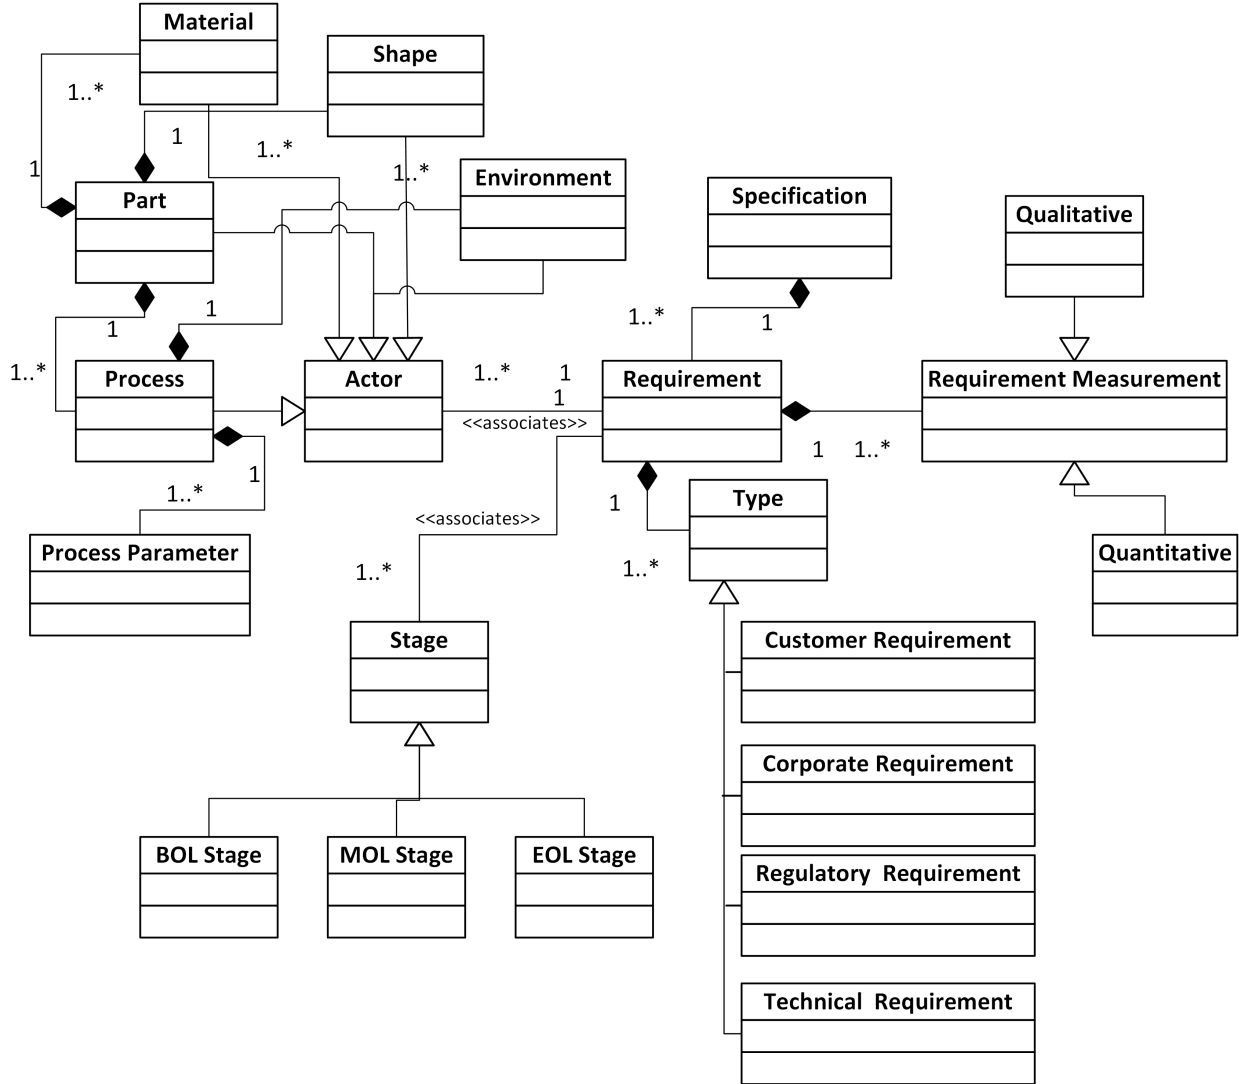 Material
Shape
1..*
1
1..*
1
1..*
Environment
Part
Specification
Qualitative
1
1
1..*
1
1..*
Process
Actor
1..*
1
Requirement
Requirement Measurement
1
<<associates>>
1
1..*
1
1..*
1
Type
<<associates>>
Process Parameter
Quantitative
1..*
1..*
Stage
Customer Requirement
Corporate Requirement
BOL Stage
MOL Stage
EOL Stage
Regulatory  Requirement
Technical  Requirement